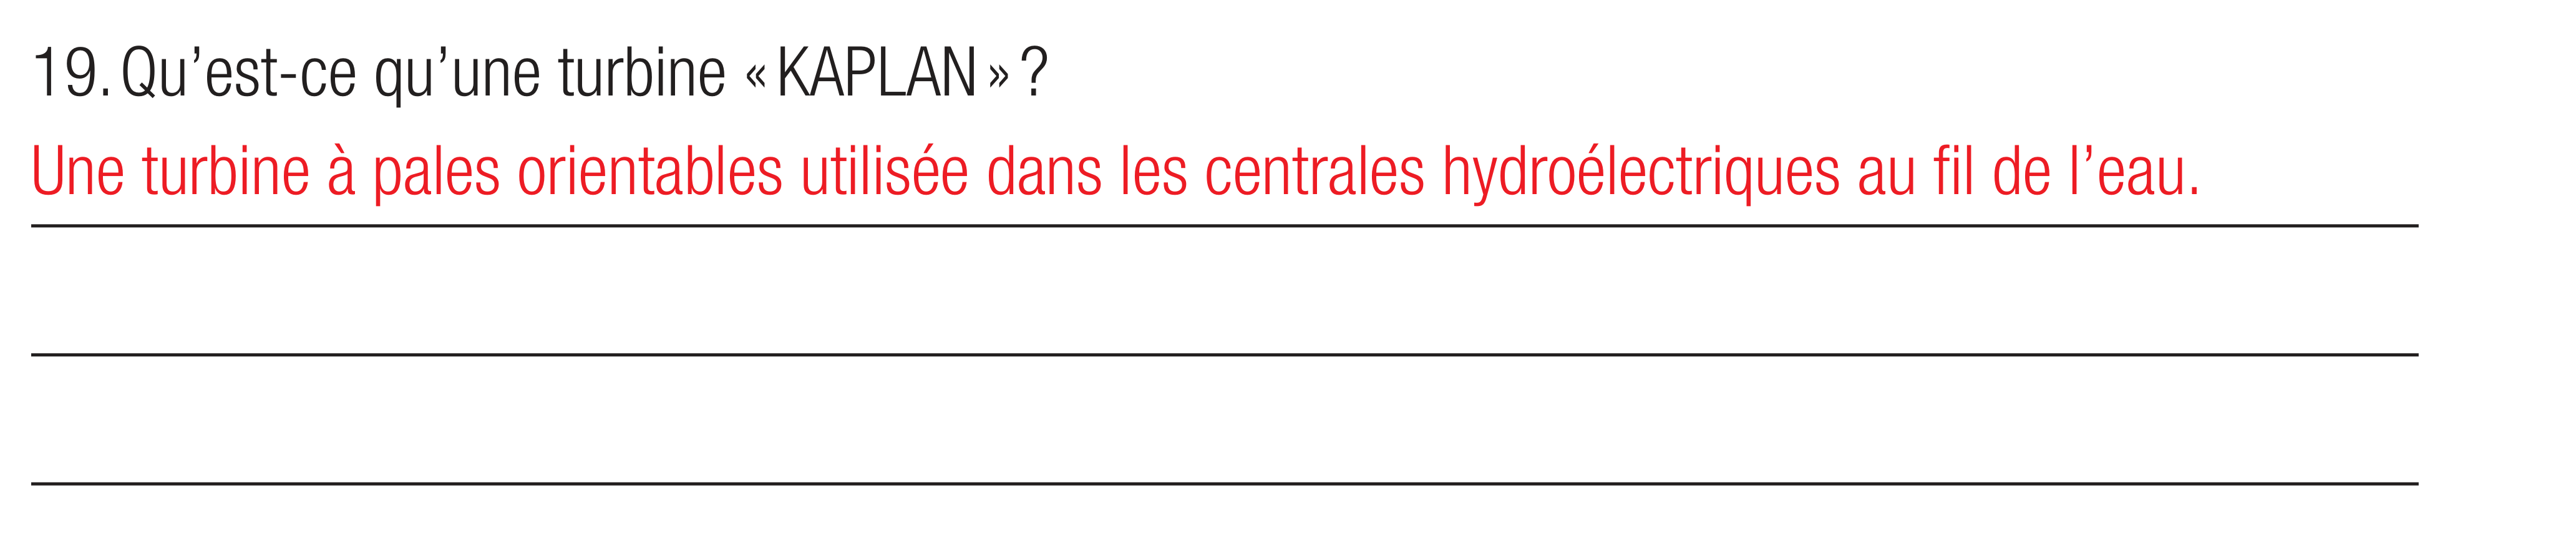 19. Qu’est-ce qu’une turbine « KAPLAN » ?
Une turbine à pales orientables utilisée dans les centrales hydroélectriques au fil de l’eau.